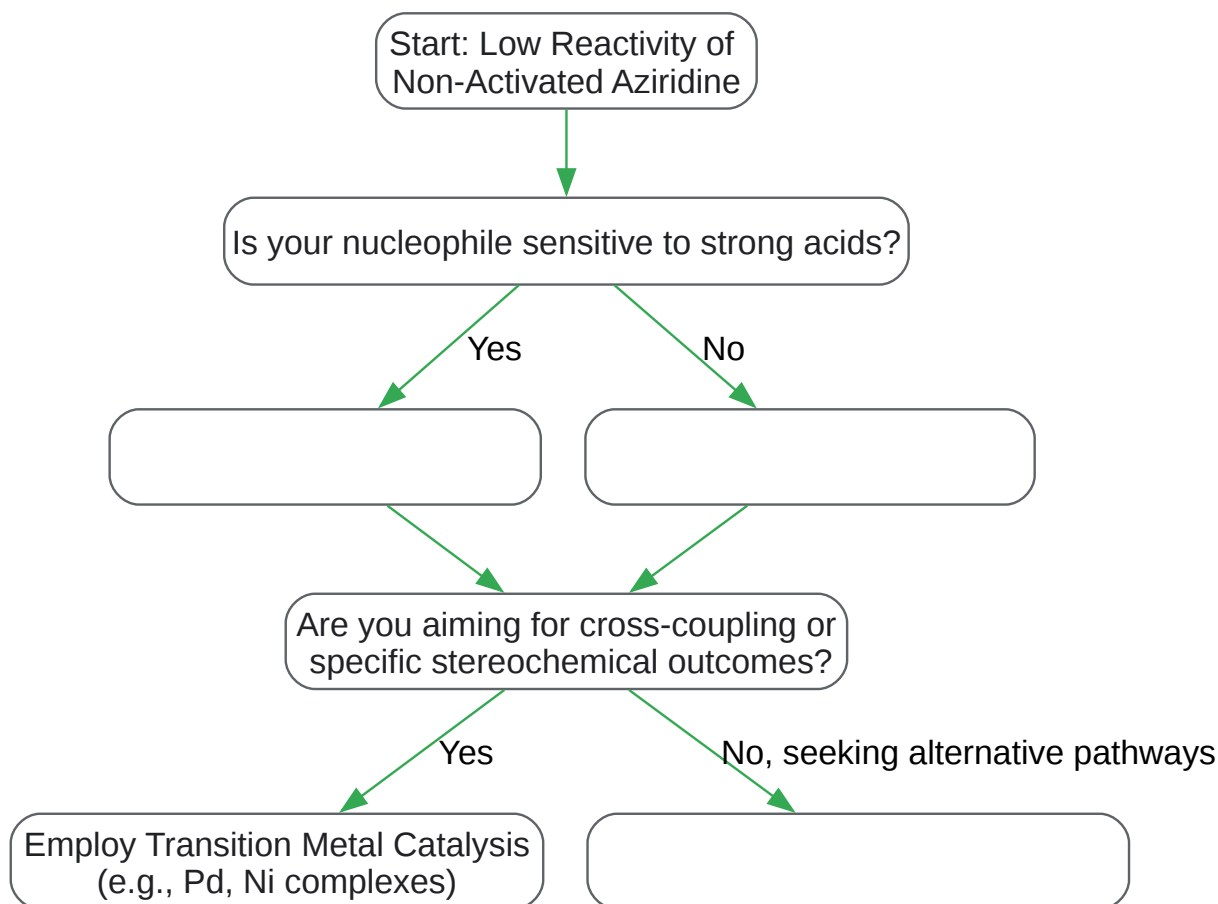 Start: Low Reactivity of
Non-Activated Aziridine
Is your nucleophile sensitive to strong acids?
Yes
No
Are you aiming for cross-coupling or
specific stereochemical outcomes?
Yes
No, seeking alternative pathways
Employ Transition Metal Catalysis
(e.g., Pd, Ni complexes)